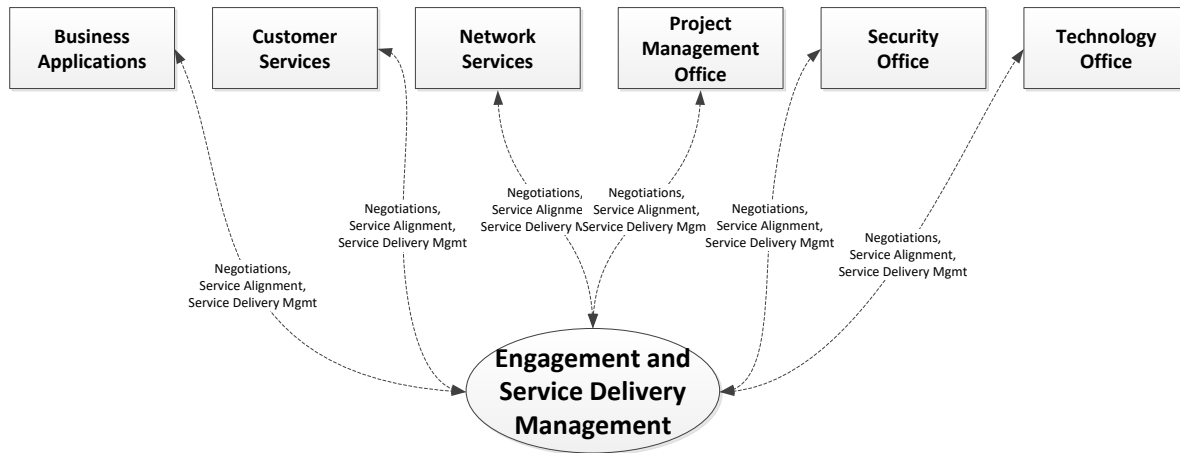 Business
Applications
Customer
Services
Network
Services
Project
Management
Office
Security
Office
Technology
Office
Negotiations,
Service Alignment,
Service Delivery Mgmt
Negotiations,
Service Alignment,
Service Delivery Mgmt
Negotiations,
Service Alignme
Service Delivery M
Negotiations,
Service Alignment,
Service Delivery Mgm
Negotiations,
Service Alignment,
Service Delivery Mgmt
Negotiations,
Service Alignment,
Service Delivery Mgmt
Engagement and
Service Delivery
Management